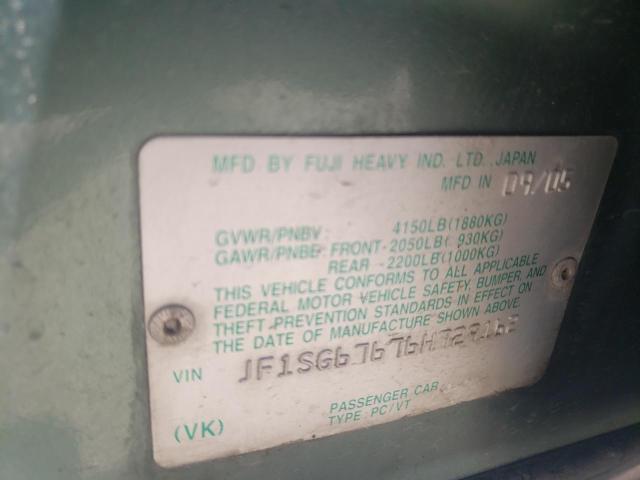 MFD BY FUJI HEAVY IND. LTD. JAPAN
MFD IN 09/05
GVWR/PNBV 4150LB(1880KG)
GAWR/PNBE FRONT-2050LB( 930KG)
REAR -2200LB(1000KG)
THIS VEHICLE CONFORMS TO ALL APPLICABLE
FEDERAL MOTOR VEHICLE SAFETY, BUMPER, AND
THEFT PREVENTION STANDARDS IN EFFECT ON
THE DATE OF MANUFACTURE SHOWN ABOVE.
VIN JF1SG67676H729162
PASSENGER CAR
(VK) TYPE PC/VT